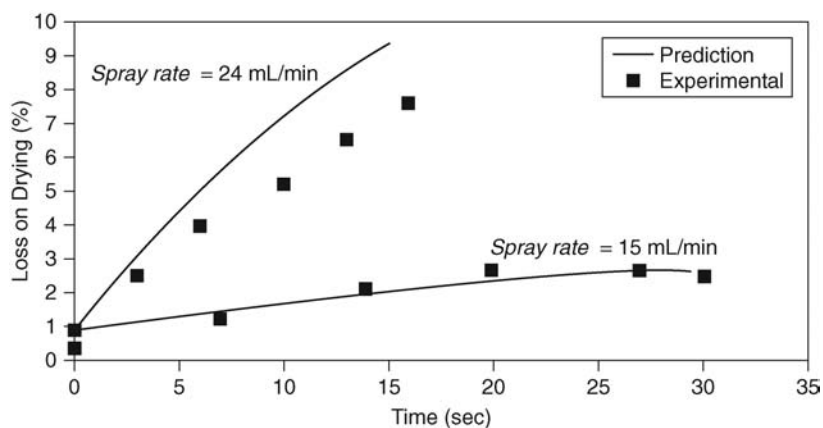 10
9
8
7
6
5
4
3
2
1
0
Loss on Drying (%)
Spray rate = 24 mL/min
Prediction
Experimental
Spray rate = 15 mL/min
0 5 10 15 20 25 30 35
Time (sec)